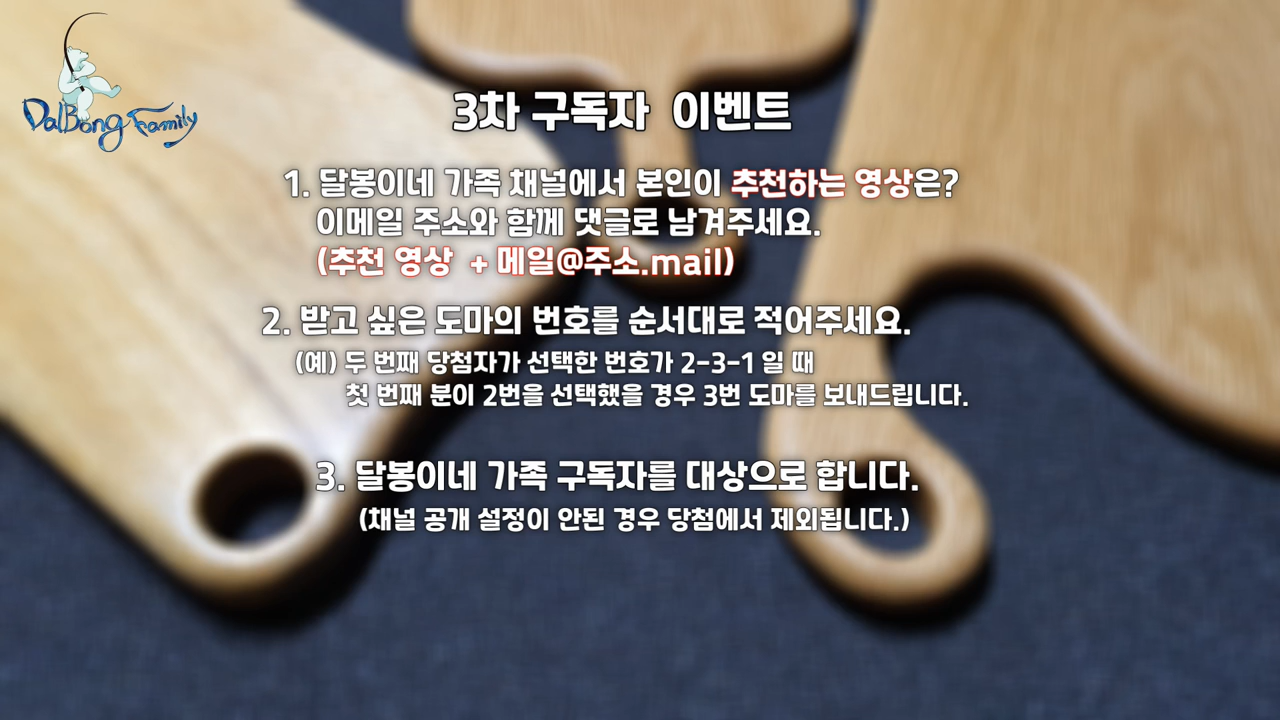 DalBong Family
3차 구독자 이벤트
1. 달봉이네 가족 채널에서 본인이 추천하는 영상은?
이메일 주소와 함께 댓글로 남겨주세요.
(추천 영상 + 메일@주소.mail)
2. 받고 싶은 도마의 번호를 순서대로 적어주세요.
(예) 두 번째 당첨자가 선택한 번호가 2-3-1 일 때
첫 번째 분이 2번을 선택했을 경우 3번 도마를 보내드립니다.
3. 달봉이네 가족 구독자를 대상으로 합니다.
(채널 공개 설정이 안된 경우 당첨에서 제외됩니다.)